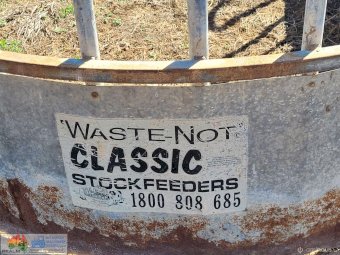 WASTE-NOT
CLASSIC
STOCKFEEDERS
1800 808 685